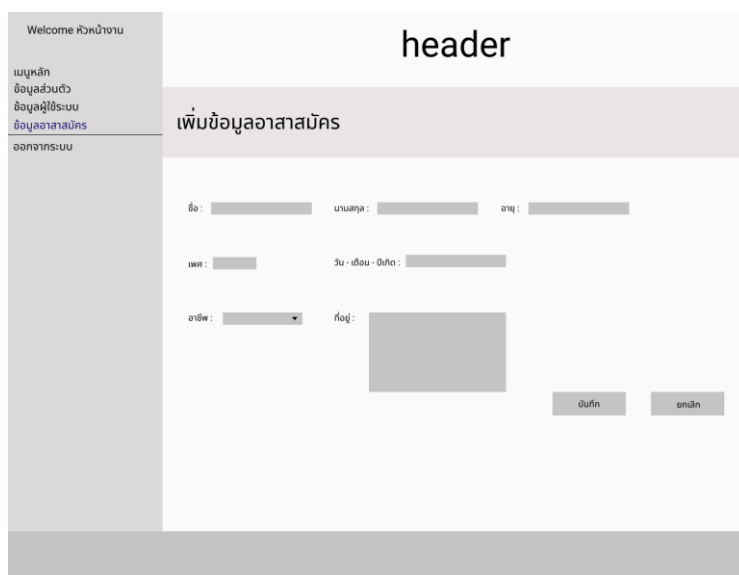 Welcome หัวหน้างาน
เมนูหลัก
ข้อมูลส่วนตัว
ข้อมูลผู้ใช้ระบบ
ข้อมูลอาสาสมัคร
ออกจากระบบ
header
เพิ่มข้อมูลอาสาสมัคร
ชื่อ : นามสกุล : อายุ :
เพศ : วัน - เดือน - ปีเกิด :
อาชีพ : ที่อยู่ :
บันทึก ยกเลิก